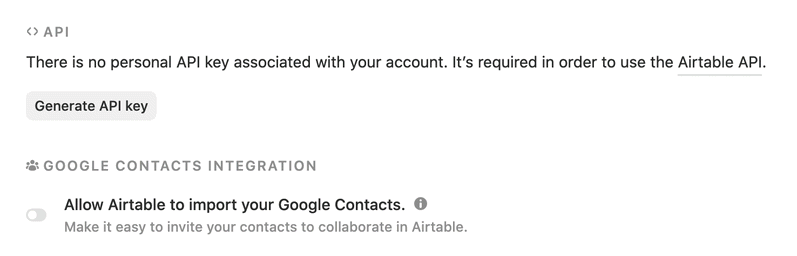 API
There is no personal API key associated with your account. It’s required in order to use the Airtable API.
Generate API key
GOOGLE CONTACTS INTEGRATION
Allow Airtable to import your Google Contacts.
Make it easy to invite your contacts to collaborate in Airtable.